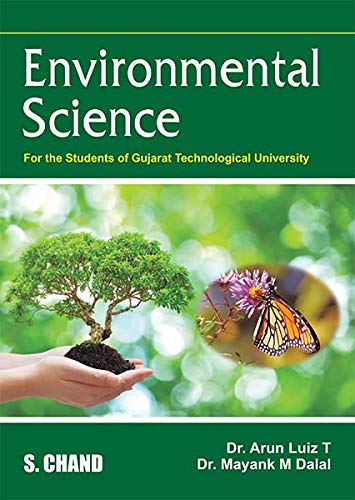 Environmental
Science
For the Students of Gujarat Technological University
Dr. Arun Luiz T
Dr. Mayank M Dalal
S. CHAND